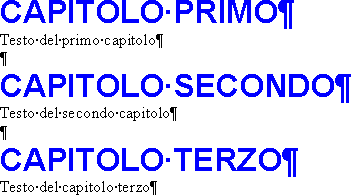 CAPITOLO·PRIMO¶
Testo·del·primo·capitolo¶
¶
CAPITOLO·SECONDO¶
Testo·del·secondo·capitolo¶
¶
CAPITOLO·TERZO¶
Testo·del·capitolo·terzo¶